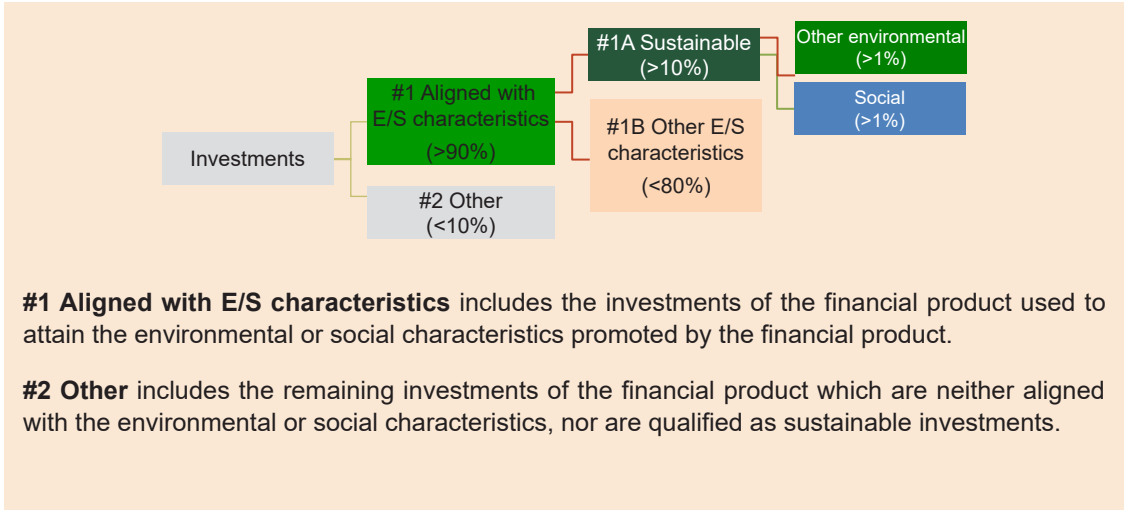 Investments
#1 Aligned with
E/S characteristics
(>90%)
#2 Other
(<10%)
#1A Sustainable
(>10%)
#1B Other E/S
characteristics
(<80%)
Other environmental
(>1%)
Social
(>1%)
#1 Aligned with E/S characteristics includes the investments of the financial product used to
attain the environmental or social characteristics promoted by the financial product.
#2 Other includes the remaining investments of the financial product which are neither aligned
with the environmental or social characteristics, nor are qualified as sustainable investments.